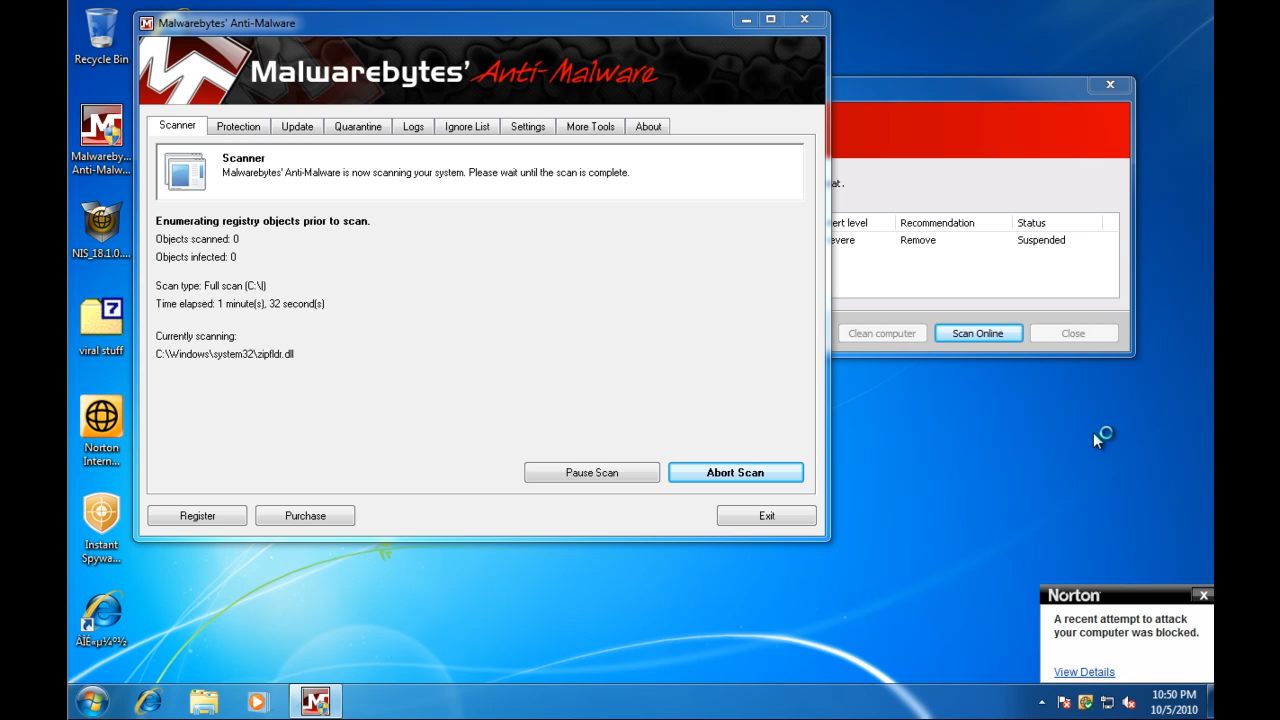 Recycle Bin
Malwareby...
Anti-Malw...
NIS_18.1.0....
viral stuff
Norton
Intern...
Instant
Spywa...
Malwarebytes' Anti-Malware
Malwarebytes' Anti-Malware
Scanner
Protection
Update
Quarantine
Logs
Ignore List
Settings
More Tools
About
Scanner
Malwarebytes' Anti-Malware is now scanning your system. Please wait until the scan is complete.
Enumerating registry objects prior to scan.
Objects scanned: 0
Objects infected: 0
Scan type: Full scan (C:\|)
Time elapsed: 1 minute(s), 32 second(s)
Currently scanning:
C:\Windows\system32\zipfldr.dll
Pause Scan
Abort Scan
Register
Purchase
Exit
at.
ert level
Recommendation
Status
evere
Remove
Suspended
Clean computer
Scan Online
Close
Norton
A recent attempt to attack
your computer was blocked.
View Details
10:50 PM
10/5/2010